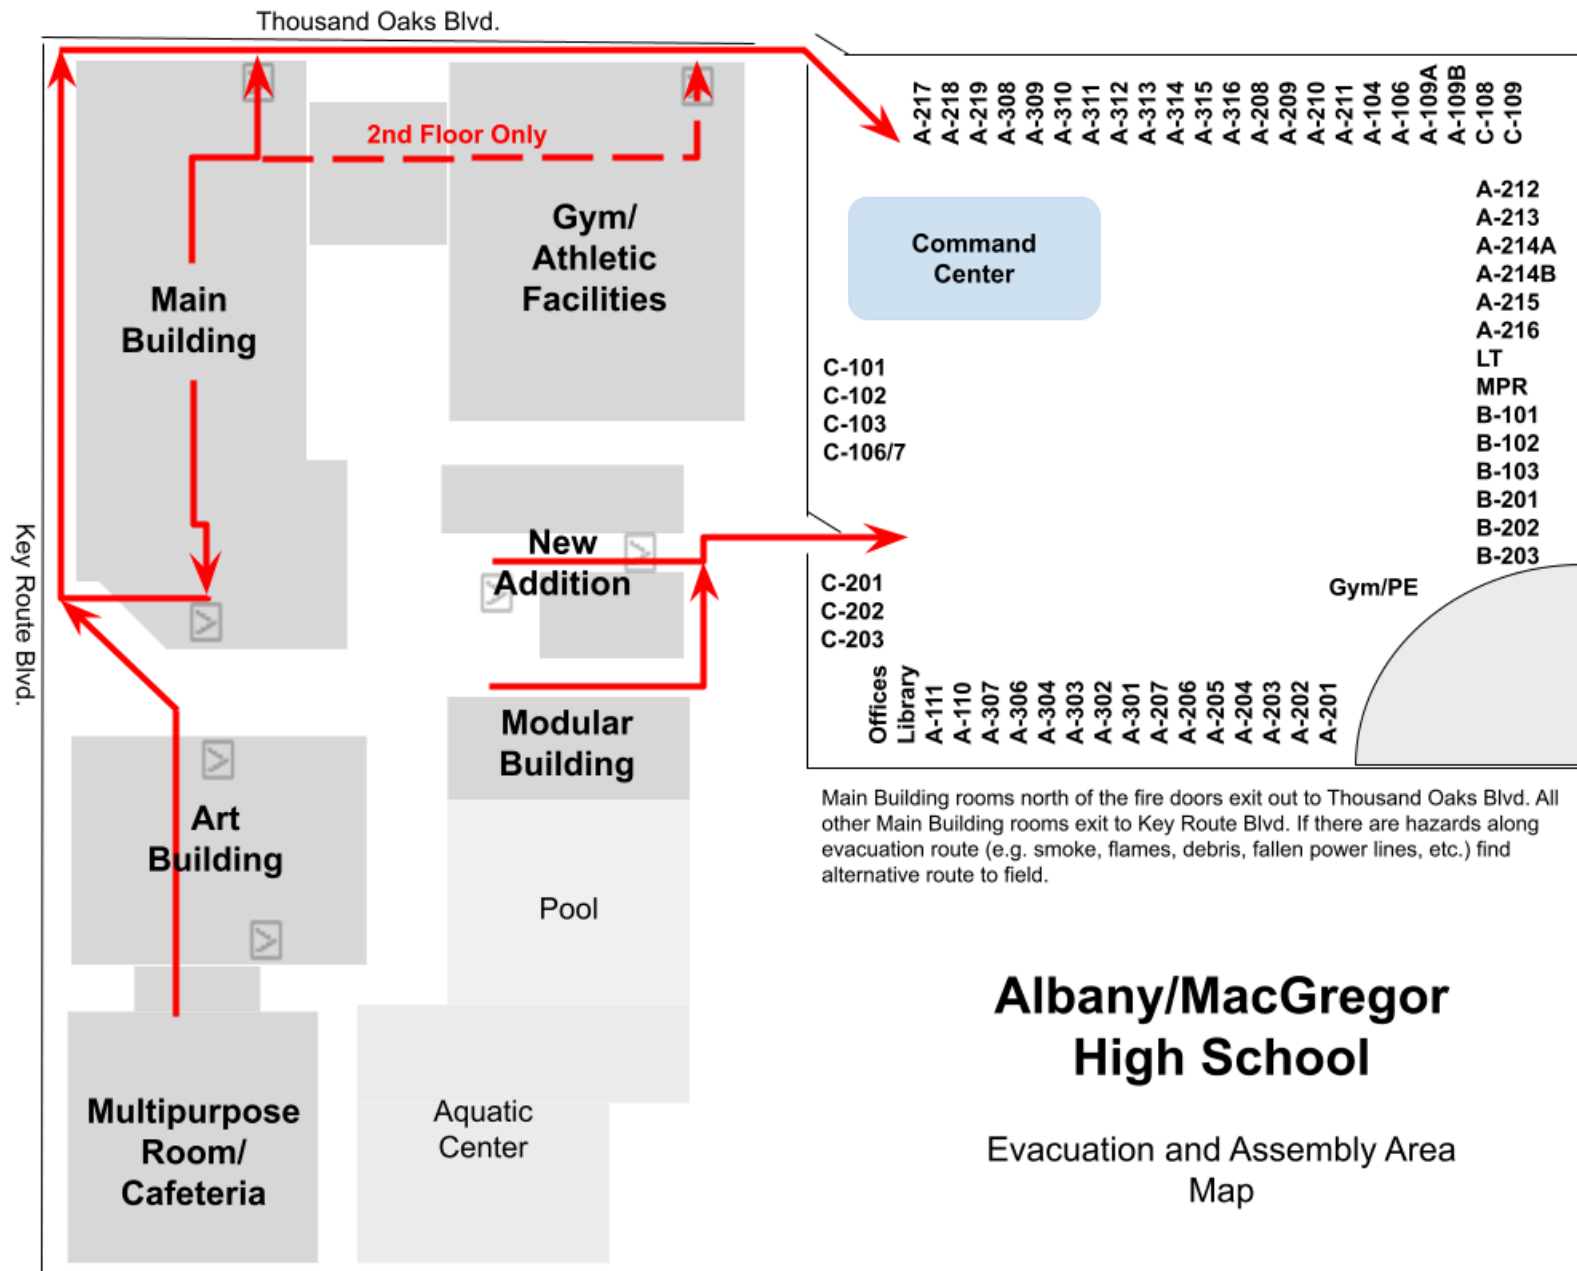 Thousand Oaks Blvd.
Key Route Blvd.
2nd Floor Only
Main
Building
Gym/
Athletic
Facilities
New
Addition
Modular
Building
Art
Building
Pool
Multipurpose
Room/
Cafeteria
Aquatic
Center
A-217
A-218
A-219
A-308
A-309
A-310
A-311
A-312
A-313
A-314
A-315
A-316
A-208
A-209
A-210
A-211
A-104
A-106
A-109A
A-109B
C-108
C-109
Command
Center
A-212
A-213
A-214A
A-214B
A-215
A-216
LT
MPR
B-101
B-102
B-103
B-201
B-202
B-203
Gym/PE
C-101
C-102
C-103
C-106/7
C-201
C-202
C-203
Offices
Library
A-111
A-110
A-307
A-306
A-304
A-303
A-302
A-301
A-207
A-206
A-205
A-204
A-203
A-202
A-201
Main Building rooms north of the fire doors exit out to Thousand Oaks Blvd. All
other Main Building rooms exit to Key Route Blvd. If there are hazards along
evacuation route (e.g. smoke, flames, debris, fallen power lines, etc.) find
alternative route to field.
Albany/MacGregor
High School
Evacuation and Assembly Area
Map